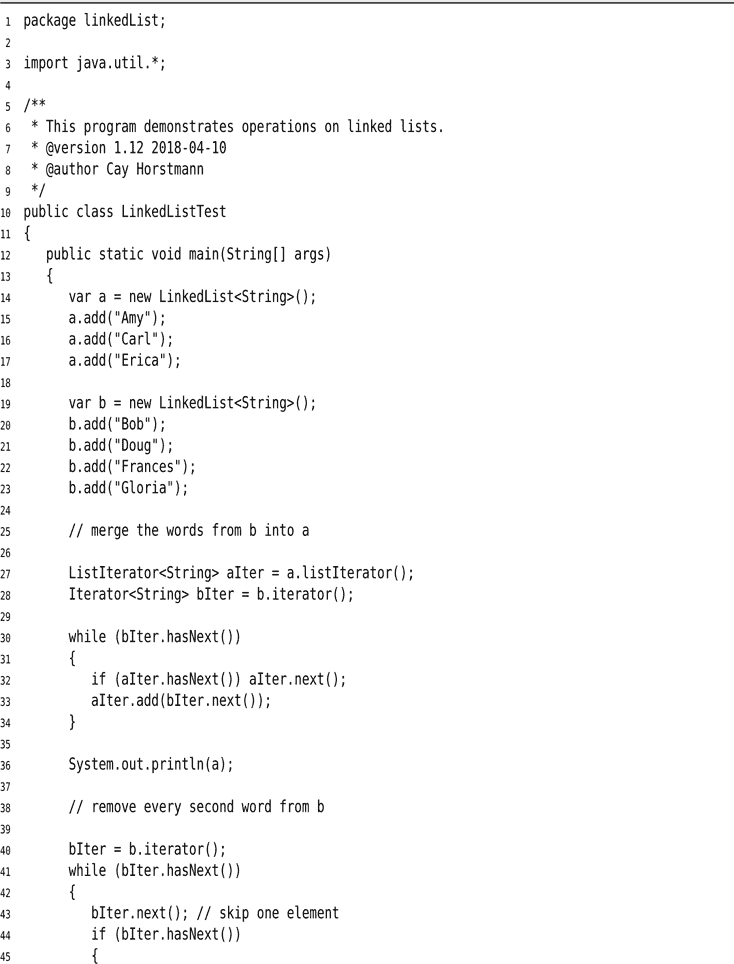 1 package linkedList;
2
3 import java.util.*;
4
5 /**
6  * This program demonstrates operations on linked lists.
7  * @version 1.12 2018-04-10
8  * @author Cay Horstmann
9  */
10 public class LinkedListTest
11 {
12    public static void main(String[] args)
13    {
14       var a = new LinkedList<String>();
15       a.add("Amy");
16       a.add("Carl");
17       a.add("Erica");
18
19       var b = new LinkedList<String>();
20       b.add("Bob");
21       b.add("Doug");
22       b.add("Frances");
23       b.add("Gloria");
24
25       // merge the words from b into a
26
27       ListIterator<String> aIter = a.listIterator();
28       Iterator<String> bIter = b.iterator();
29
30       while (bIter.hasNext())
31       {
32          if (aIter.hasNext()) aIter.next();
33          aIter.add(bIter.next());
34       }
35
36       System.out.println(a);
37
38       // remove every second word from b
39
40       bIter = b.iterator();
41       while (bIter.hasNext())
42       {
43          bIter.next(); // skip one element
44          if (bIter.hasNext())
45          {